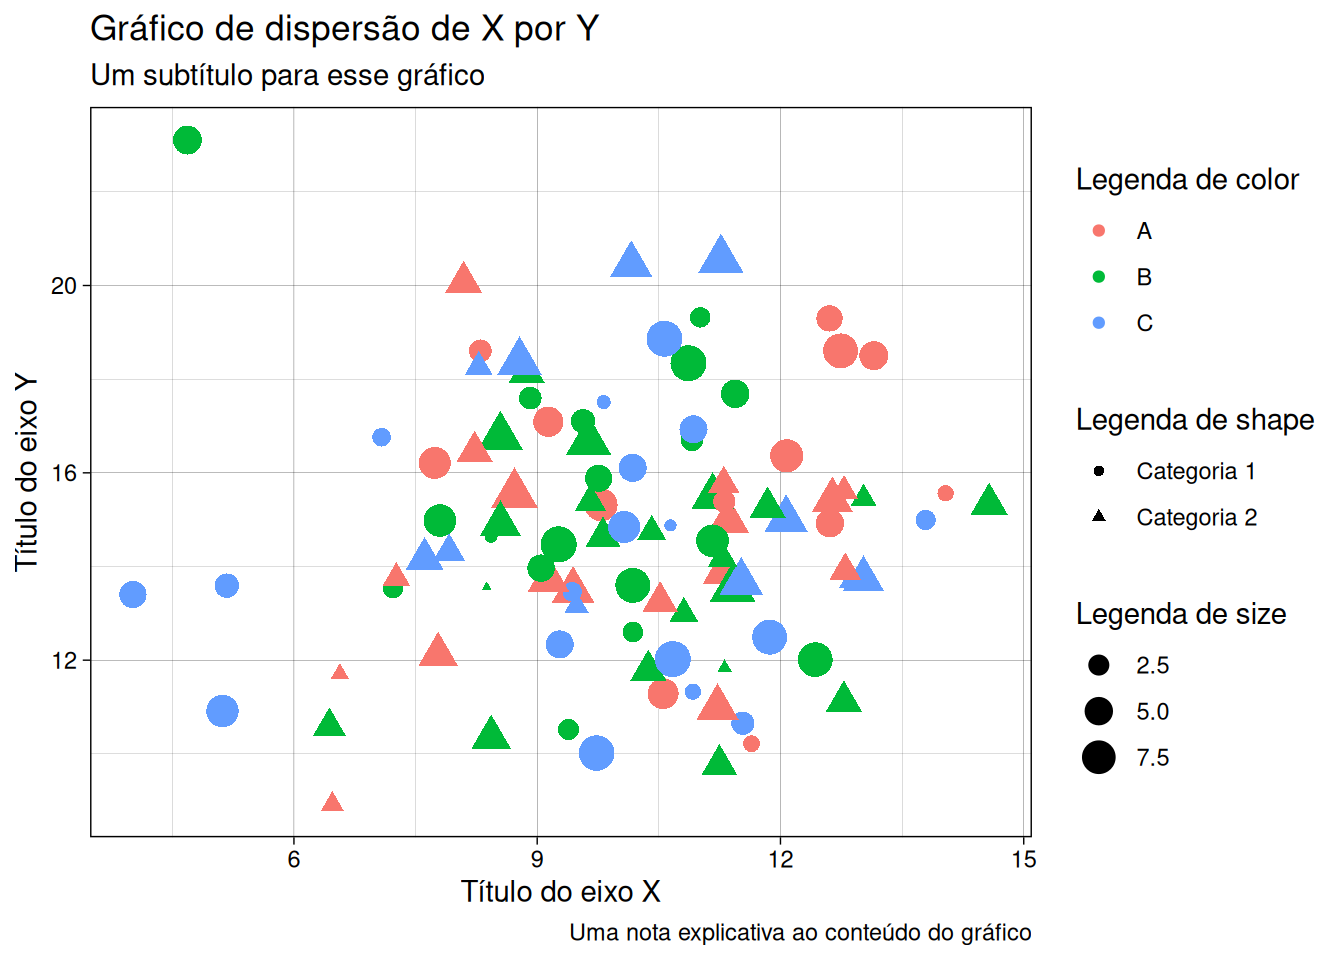 Gráfico de dispersão de X por Y
Um subtítulo para esse gráfico
Título do eixo Y
20
16
12
6
9
12
15
Título do eixo X
Uma nota explicativa ao conteúdo do gráfico
Legenda de color
A
B
C
Legenda de shape
Categoria 1
Categoria 2
Legenda de size
2.5
5.0
7.5